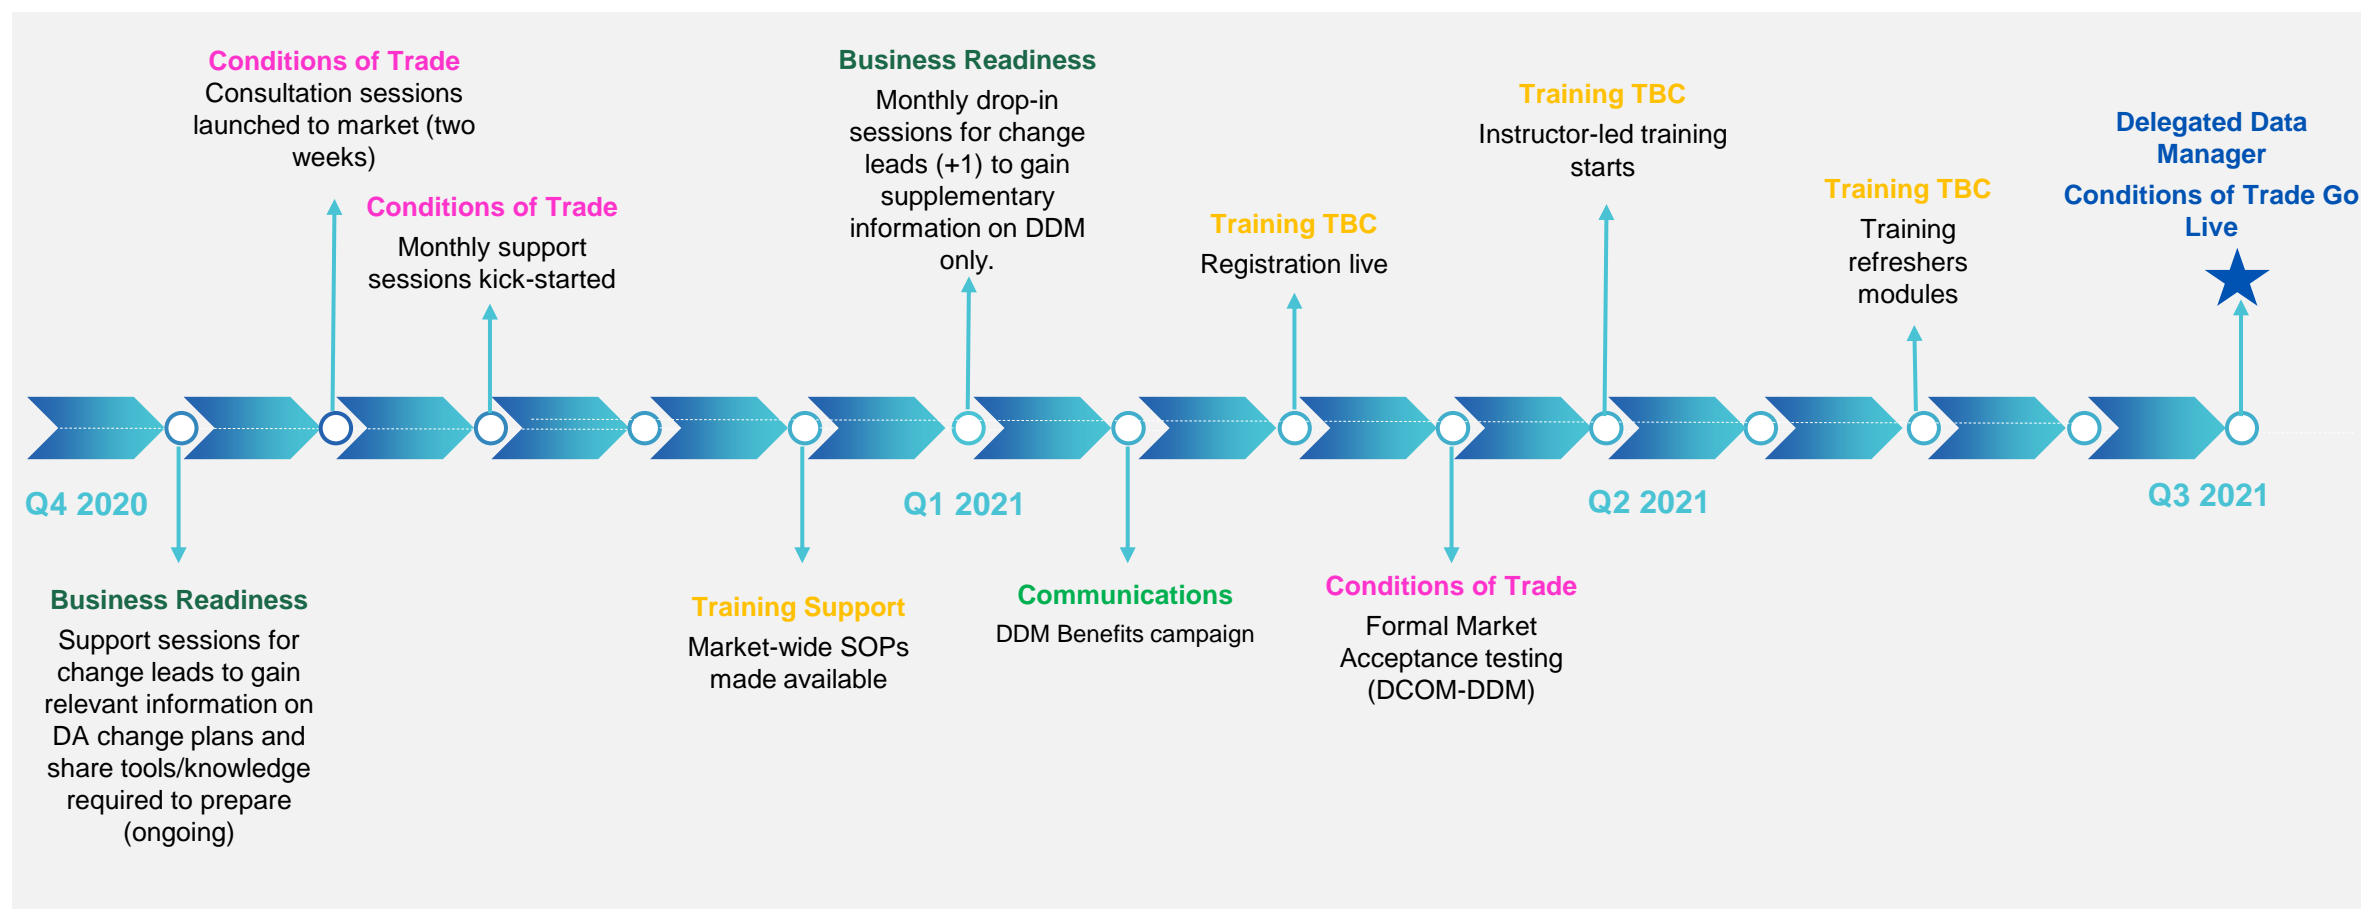 Conditions of Trade
Consultation sessions
launched to market (two
weeks)
Conditions of Trade
Monthly support
sessions kick-started
Business Readiness
Monthly drop-in
sessions for change
leads (+1) to gain
supplementary
information on DDM
only.
Training TBC
Registration live
Training TBC
Instructor-led training
starts
Training TBC
Training
refreshers
modules
Delegated Data
Manager
Conditions of Trade Go
Live
Q4 2020
Q1 2021
Q2 2021
Q3 2021
Business Readiness
Support sessions for
change leads to gain
relevant information on
DA change plans and
share tools/knowledge
required to prepare
(ongoing)
Training Support
Market-wide SOPs
made available
Communications
DDM Benefits campaign
Conditions of Trade
Formal Market
Acceptance testing
(DCOM-DDM)